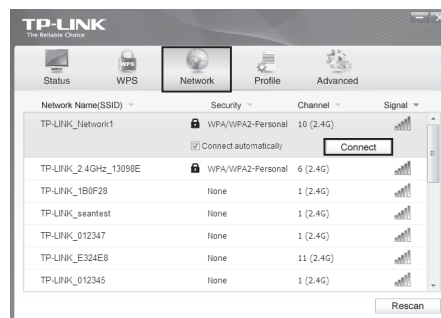 TP-LINK
The Reliable Choice
WPS
Status WPS Network Profile Advanced
Network Name(SSID) Security Channel Signal
TP-LINK_Network1 WPA/WPA2-Personal 10 (2.4G)
Connect automatically Connect
TP-LINK_2.4GHz_13098E WPA/WPA2-Personal 6 (2.4G)
TP-LINK_1B0F28 None 1 (2.4G)
TP-LINK_seantest None 1 (2.4G)
TP-LINK_012347 None 1 (2.4G)
TP-LINK_E324E8 None 11 (2.4G)
TP-LINK_012345 None 1 (2.4G)
Rescan